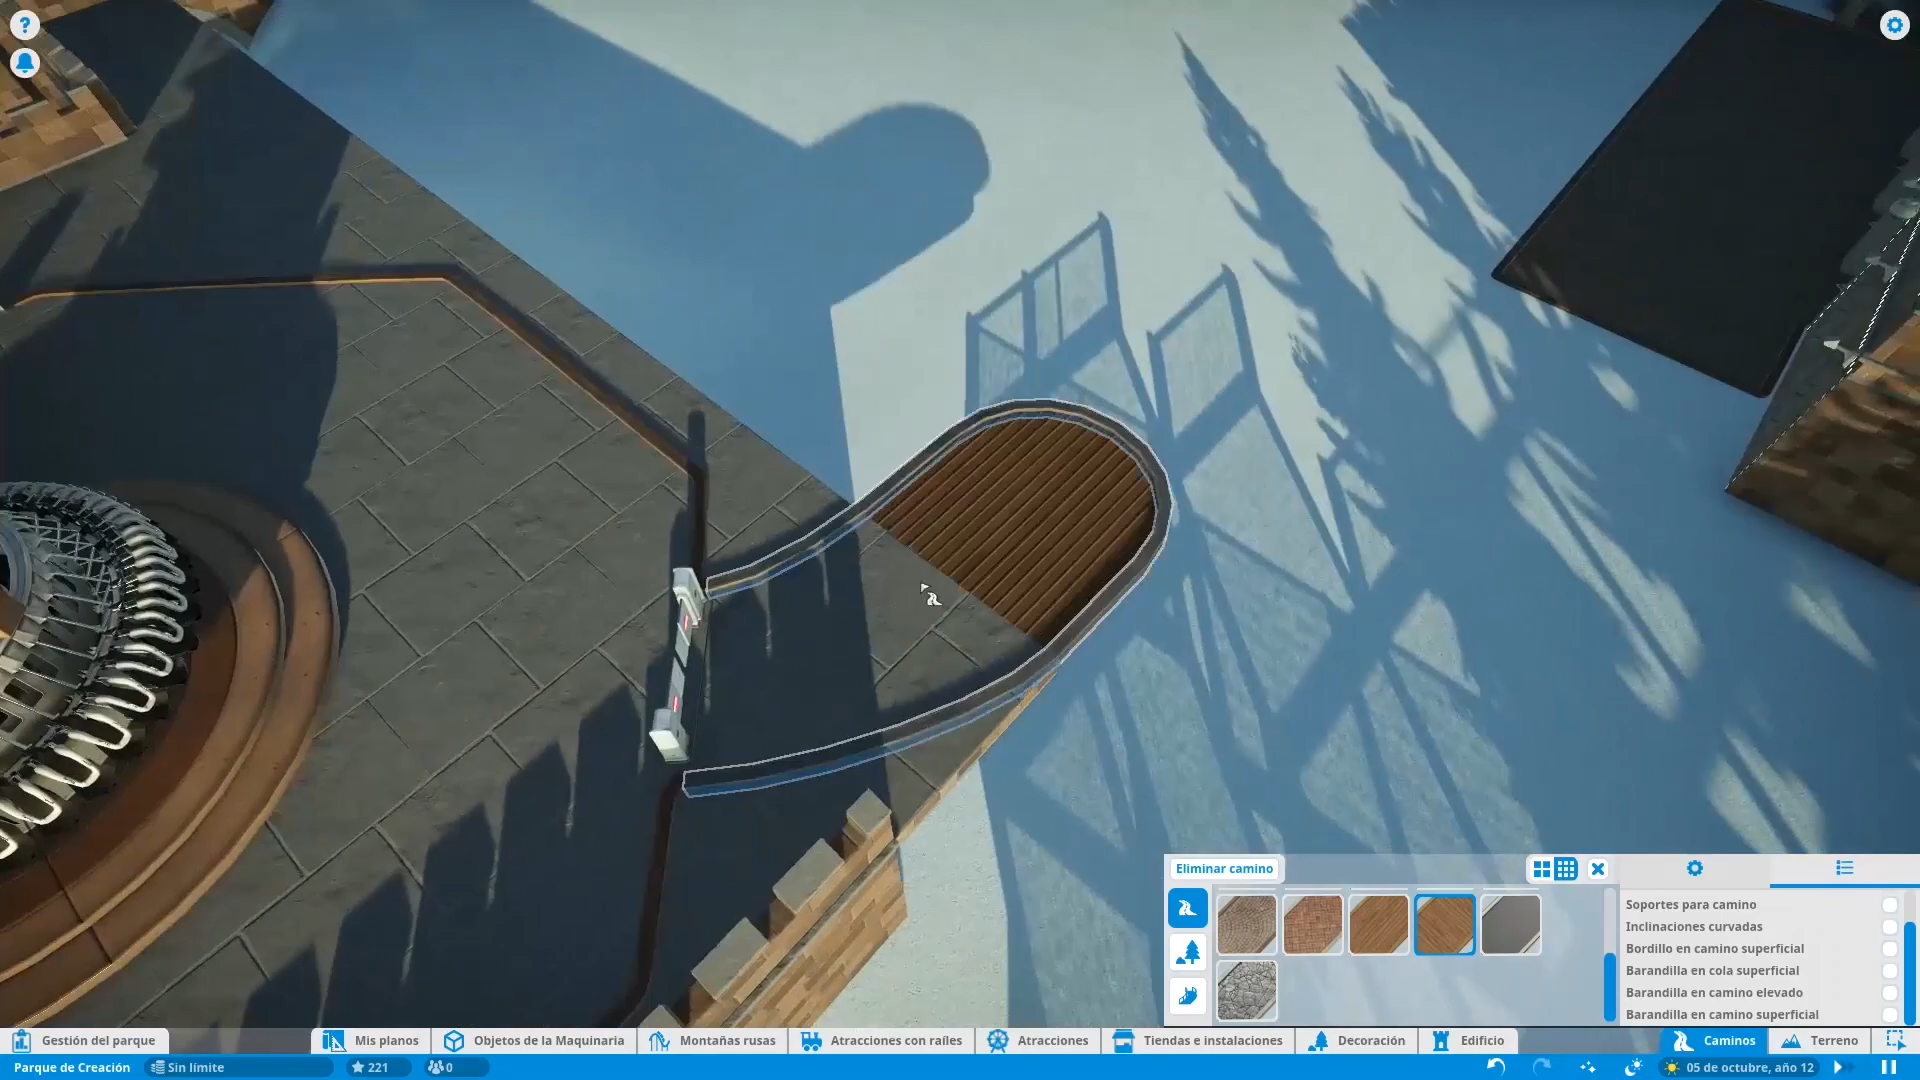 ?
Eliminar camino
Soportes para camino
Inclinaciones curvadas
Bordillo en camino superficial
Barandilla en cola superficial
Barandilla en camino elevado
Barandilla en camino superficial
Gestión del parque
Mis planos
Objetos de la Maquinaria
Montañas rusas
Atracciones con raíles
Atracciones
Tiendas e instalaciones
Decoración
Edificio
Caminos
Terreno
Parque de Creación
Sin límite
221
0
05 de octubre, año 12